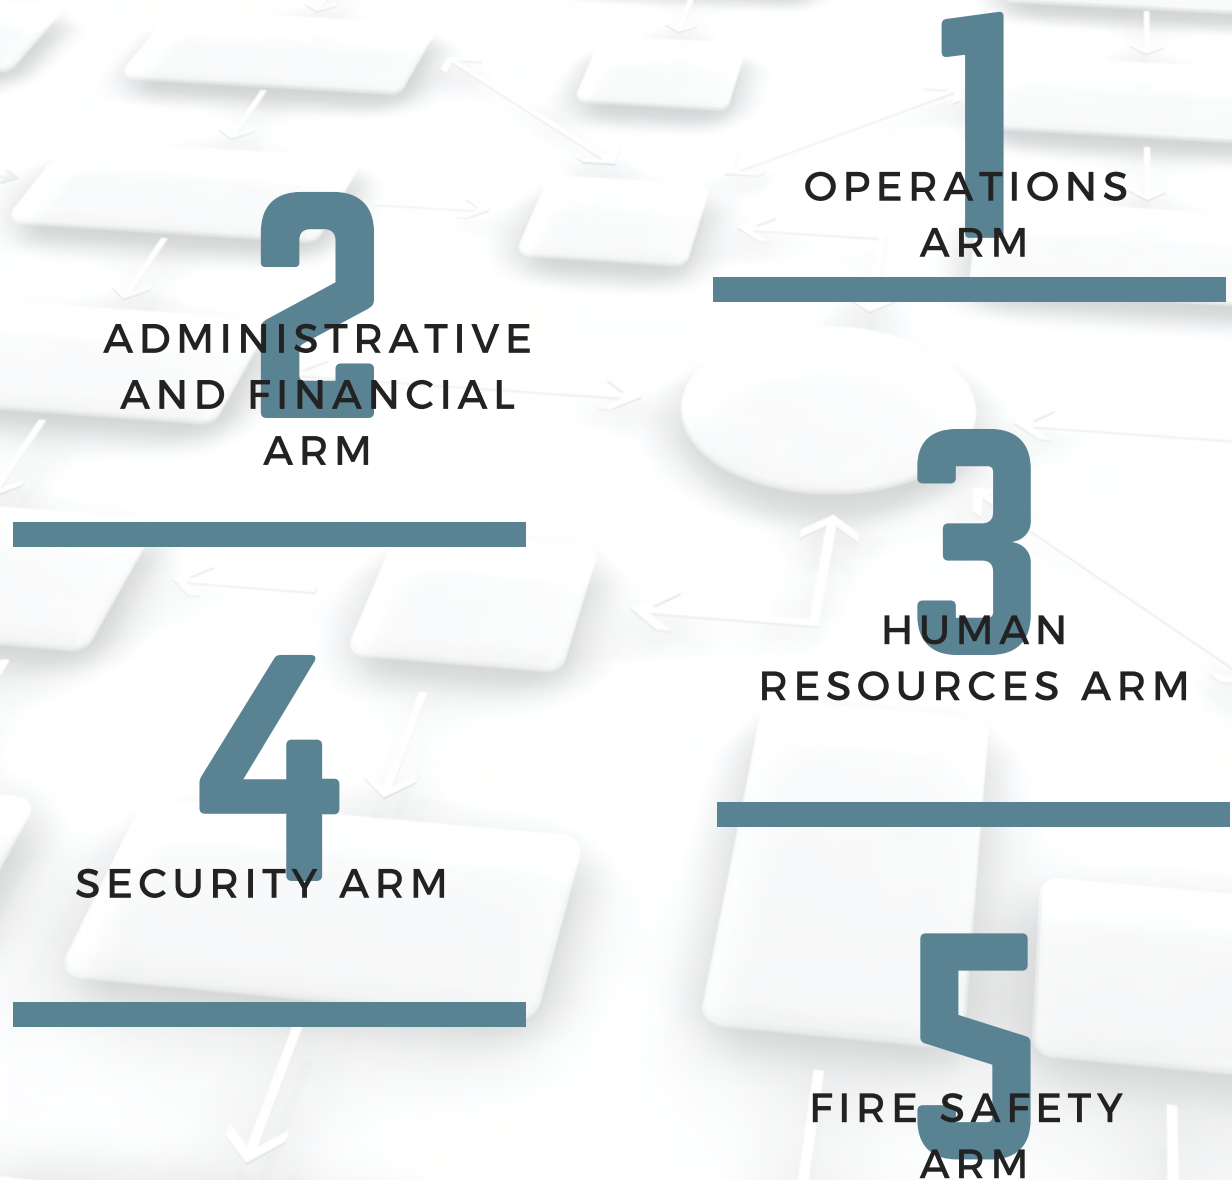 1
OPERATIONS
ARM
2
ADMINISTRATIVE
AND FINANCIAL
ARM
3
HUMAN
RESOURCES ARM
4
SECURITY ARM
5
FIRE SAFETY
ARM